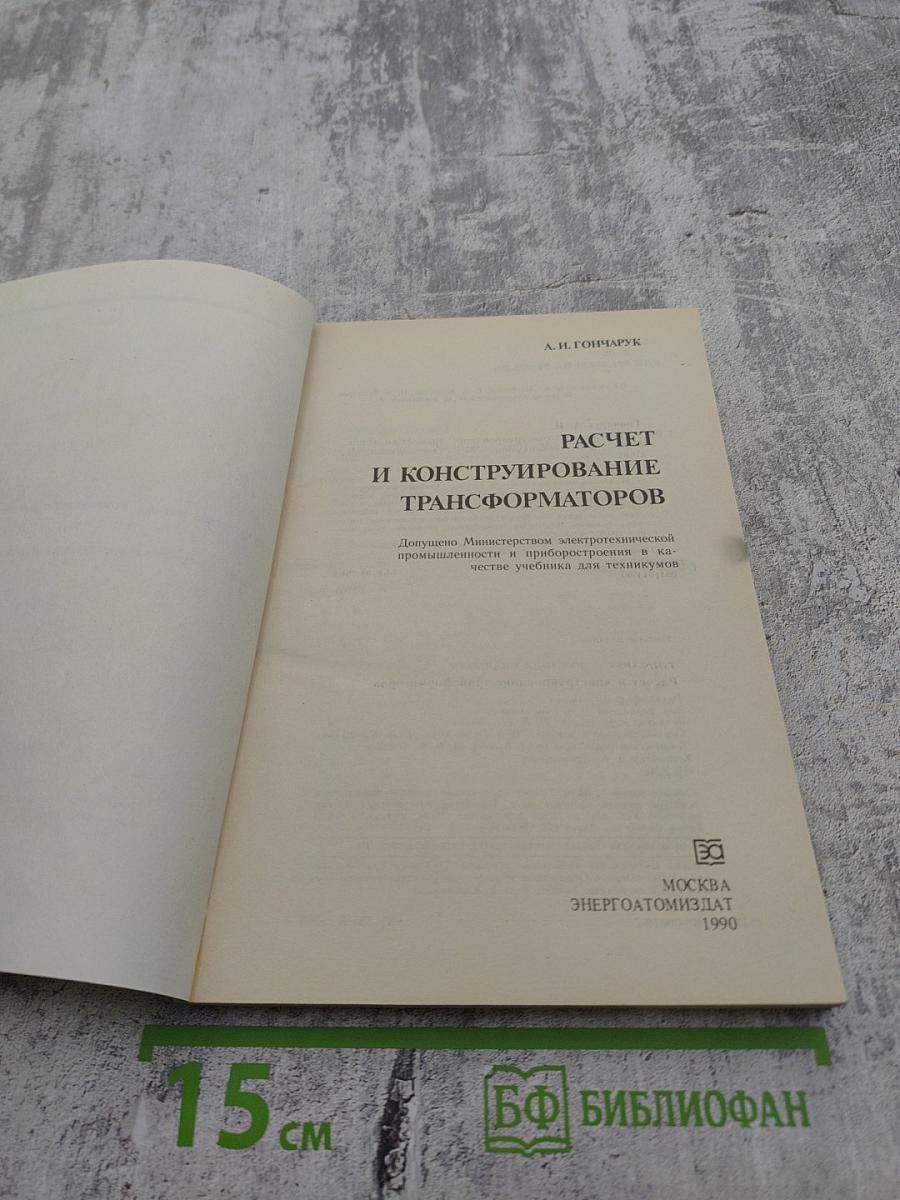 А. И. ГОНЧАРУК
РАСЧЕТ
И КОНСТРУИРОВАНИЕ
ТРАНСФОРМАТОРОВ
Допущено Министерством электротехнической
промышленности и приборостроения в ка-
честве учебника для техникумов
ЭА
МОСКВА
ЭНЕРГОАТОМИЗДАТ
1990
15 см
БФ БИБЛИОФАН